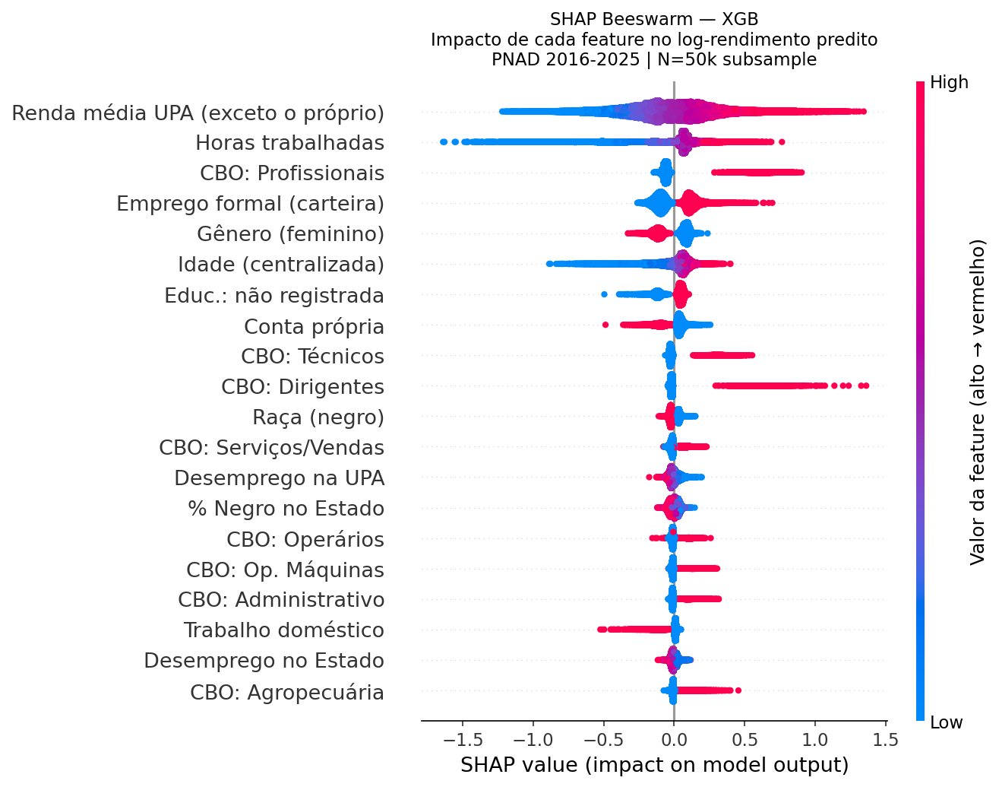 SHAP Beeswarm — XGB
Impacto de cada feature no log-rendimento predito
PNAD 2016-2025 | N=50k subsample
High
Renda média UPA (exceto o próprio)
Horas trabalhadas
CBO: Profissionais
Emprego formal (carteira)
Gênero (feminino)
Idade (centralizada)
Educ.: não registrada
Conta própria
CBO: Técnicos
CBO: Dirigentes
Raça (negro)
CBO: Serviços/Vendas
Desemprego na UPA
% Negro no Estado
CBO: Operários
CBO: Op. Máquinas
CBO: Administrativo
Trabalho doméstico
Desemprego no Estado
CBO: Agropecuária
Valor da feature (alto → vermelho)
Low
−1.5 −1.0 −0.5 0.0 0.5 1.0 1.5
SHAP value (impact on model output)